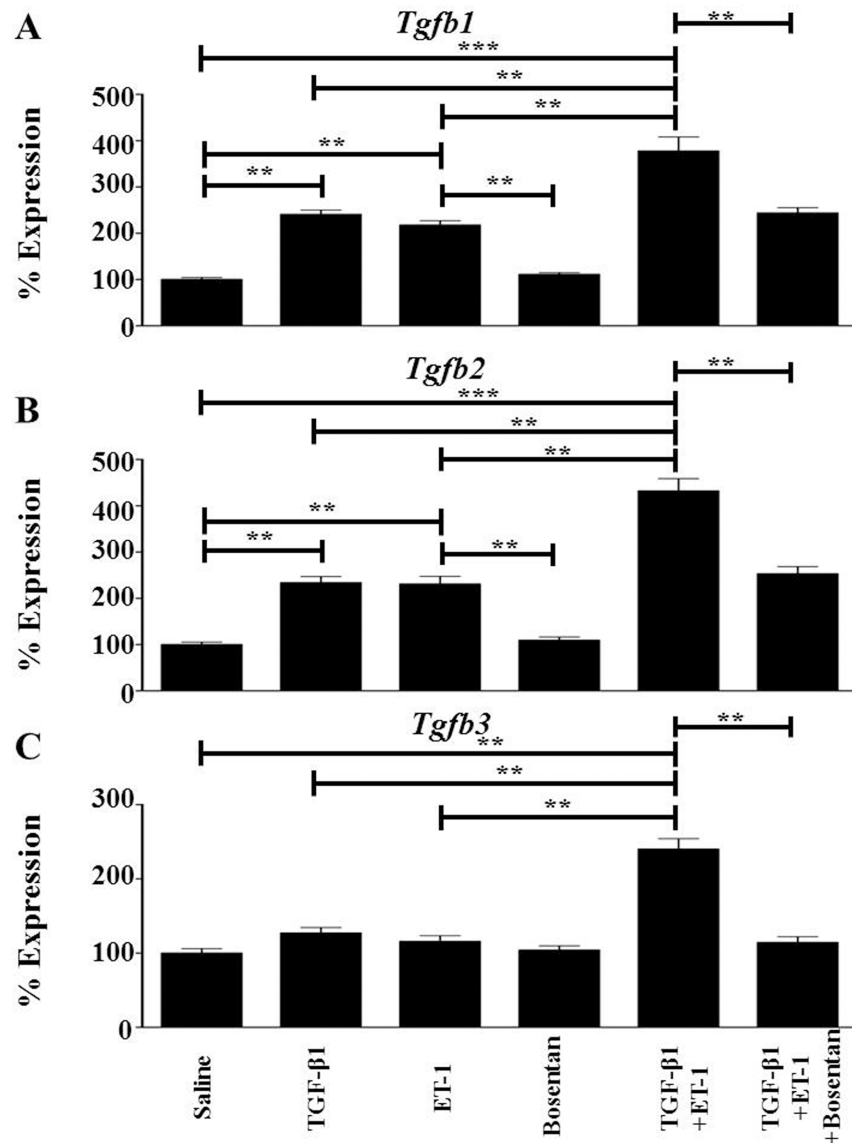 A
Tgfb1
**
***
**
**
**
**
**
% Expression
500
400
300
200
100
0
B
Tgfb2
**
***
**
**
**
**
**
% Expression
500
400
300
200
100
0
C
Tgfb3
**
**
**
**
% Expression
300
200
100
0
Saline
TGF-β1
ET-1
Bosentan
TGF-β1
+ET-1
TGF-β1
+ET-1
+Bosentan